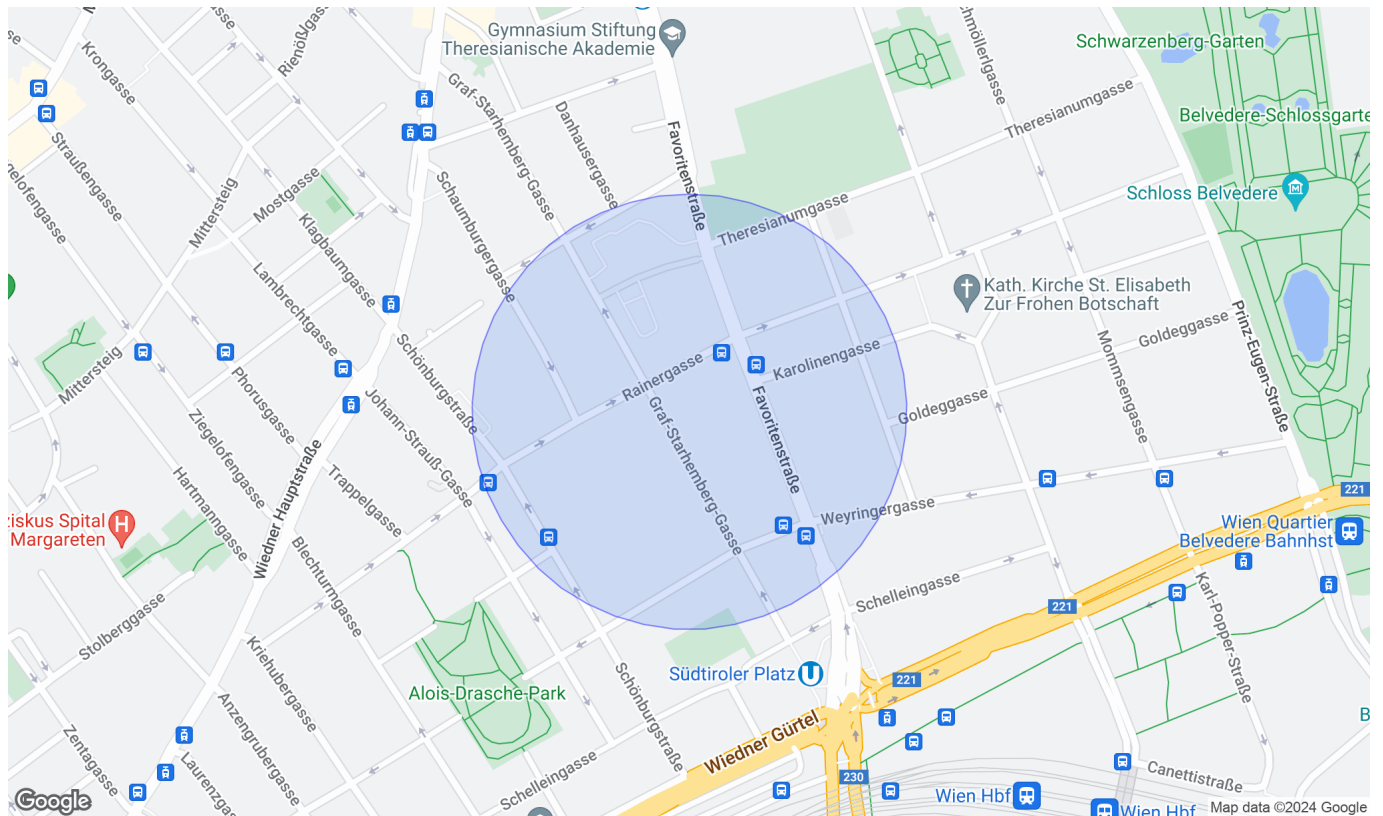 Gymnasium Stiftung
Theresianische Akademie
Schwarzenberg-Garten
Belvedere-Schlossgarte
Schloss Belvedere
Kath. Kirche St. Elisabeth
Zur Frohen Botschaft
Krongasse
Rienößlgasse
Graf-Starhemberg-Gasse
Danhausergasse
Favoritenstraße
Schmöllerlgasse
Theresianumgasse
Straußengasse
Mittersteig
Mostgasse
Schaumburgergasse
Klagbaumgasse
Theresianumgasse
Ziegelofengasse
Lambrechtgasse
Prinz-Eugen-Straße
Mommsengasse
Goldeggasse
Schönburgstraße
Rainergasse
Karolinengasse
Mittersteig
Phorusgasse
Johann-Strauß-Gasse
Graf-Starhemberg-Gasse
Favoritenstraße
Goldeggasse
Ziegelofengasse
Wiedner Hauptstraße
Trappelgasse
Hartmanngasse
Weyringergasse
221
ziskus Spital
Margareten
Wien Quartier
Belvedere Bahnhst
Blechturmgasse
Schelleingasse
Karl-Popper-Straße
221
Stolberggasse
Kriehubergasse
Südtiroler Platz
221
Alois-Drasche-Park
Schönburgstraße
Anzengrubergasse
Wiedner Gürtel
Zentagasse
Laurenzga
Schelleingasse
230
Canettistraße
B
Wien Hbf
Wien Hbf
Google
Map data ©2024 Google